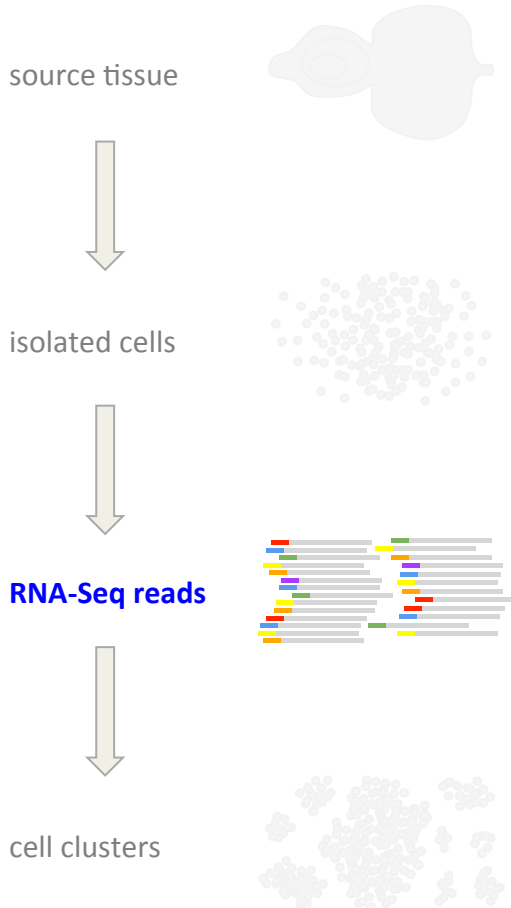 source tissue
isolated cells
RNA-Seq reads
cell clusters